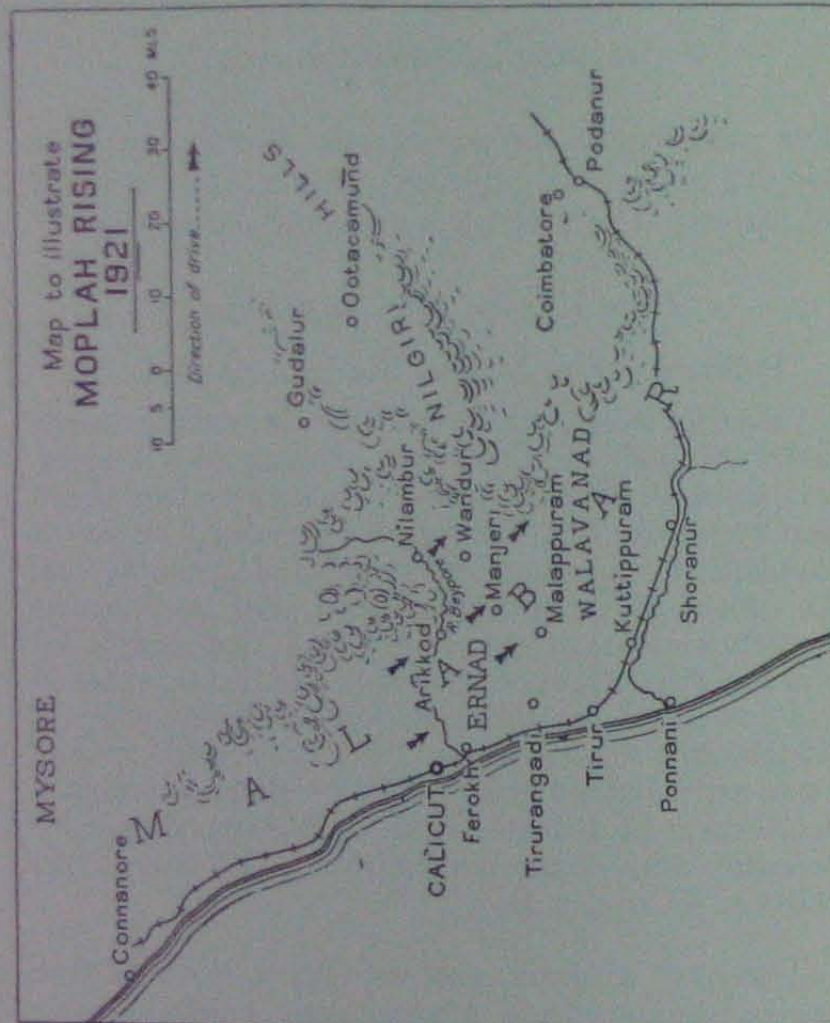 Map to illustrate
MOPLAH RISING
1921
10 5 0 10 20 30 40 MLS
Direction of drive
MYSORE
Connanore
MALABAR
Gudalur
NILGIRI HILLS
Ootacamund
Nilambur
Wandur
Arikkod
R. Beypore
Manjeri
CALICUT
Ferokh
ERNAD
Malappuram
WALAVANAD
Coimbatore
Podanur
Tirurangadi
Tirur
Kuttippuram
Shoranur
Ponnani